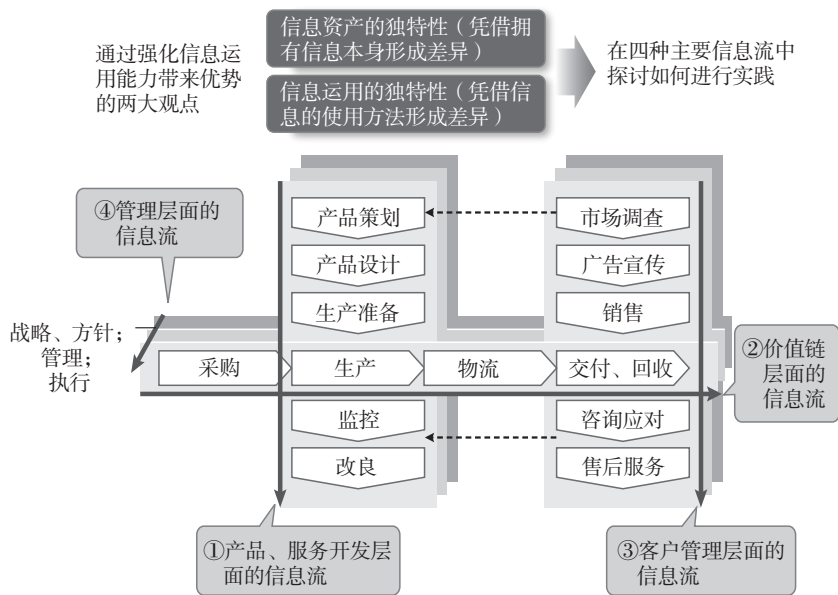 通过强化信息运
用能力带来优势
的两大观点
信息资产的独特性（凭借拥
有信息本身形成差异）
信息运用的独特性（凭借信
息的使用方法形成差异）
在四种主要信息流中
探讨如何进行实践
④管理层面的
信息流
产品策划
市场调查
产品设计
广告宣传
生产准备
销售
战略、方针；
管理；
执行
采购
生产
物流
交付、回收
②价值链
层面的
信息流
监控
咨询应对
改良
售后服务
①产品、服务开发层
面的信息流
③客户管理层面的
信息流